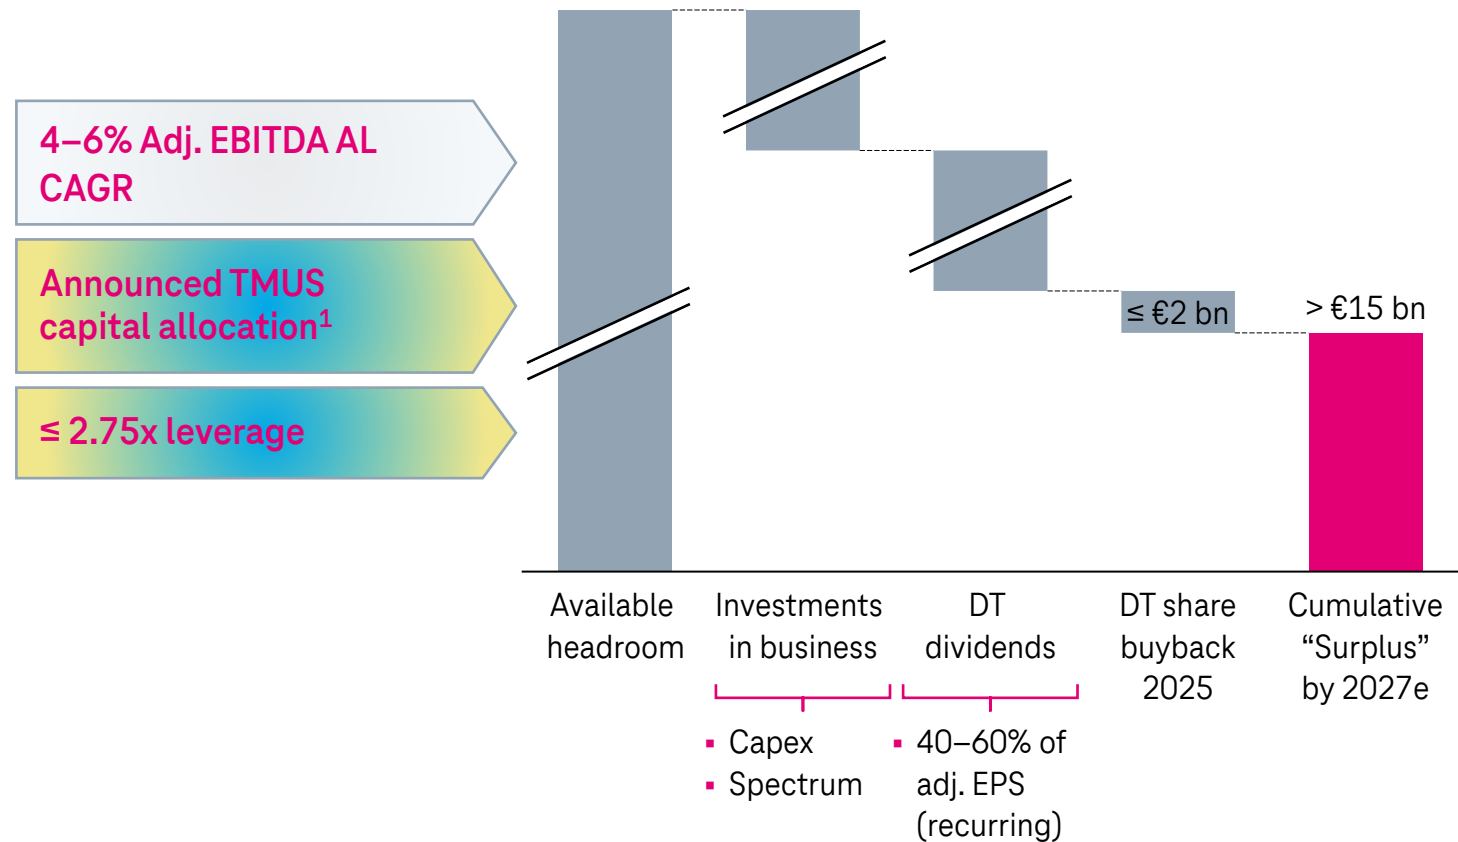 4–6% Adj. EBITDA AL
CAGR
Announced TMUS
capital allocation¹
≤ 2.75x leverage
≤ €2 bn
> €15 bn
Available
headroom
Investments
in business
DT
dividends
DT share
buyback
2025
Cumulative
“Surplus”
by 2027e
▪ Capex
▪ Spectrum
▪ 40–60% of
adj. EPS
(recurring)